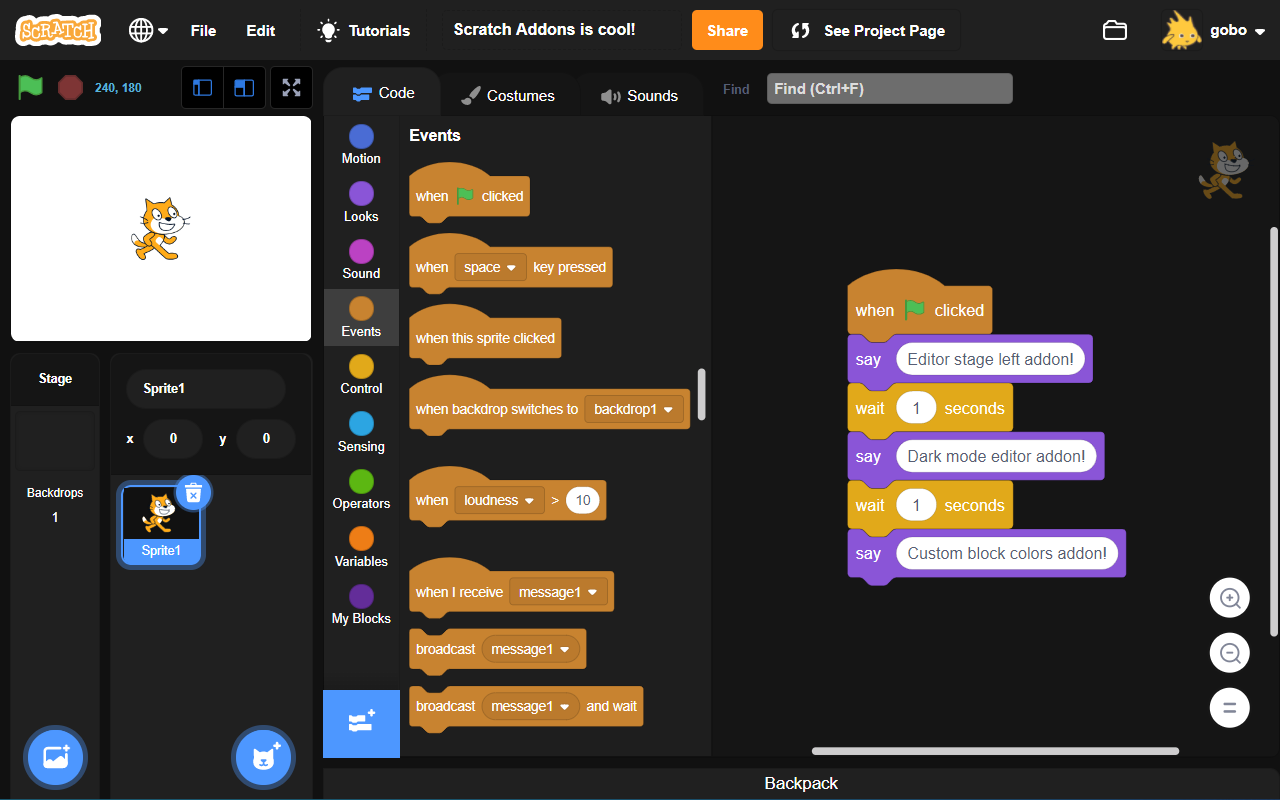 SCRATCH
File
Edit
Tutorials
Scratch Addons is cool!
Share
See Project Page
gobo
240, 180
Code
Costumes
Sounds
Find
Find (Ctrl+F)
Motion
Looks
Sound
Events
Control
Sensing
Operators
Variables
My Blocks
Events
when clicked
when space key pressed
when this sprite clicked
when backdrop switches to backdrop1
when loudness > 10
when I receive message1
broadcast message1
broadcast message1 and wait
when clicked
say Editor stage left addon!
wait 1 seconds
say Dark mode editor addon!
wait 1 seconds
say Custom block colors addon!
Stage
Backdrops
1
Sprite1
x 0 y 0
Sprite1
Backpack